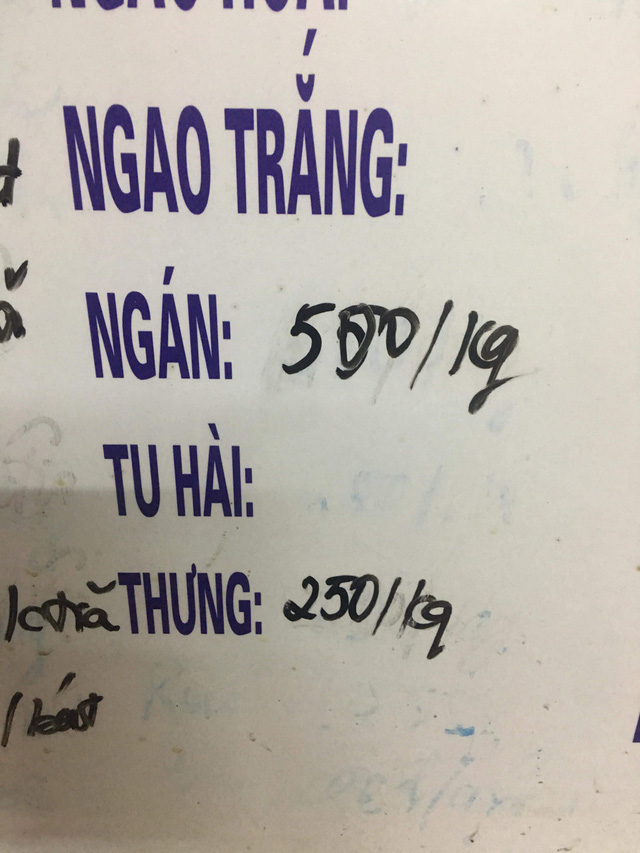 NGAO TRẮNG:
NGÁN: 500/kg
TU HÀI:
THƯNG: 250/kg